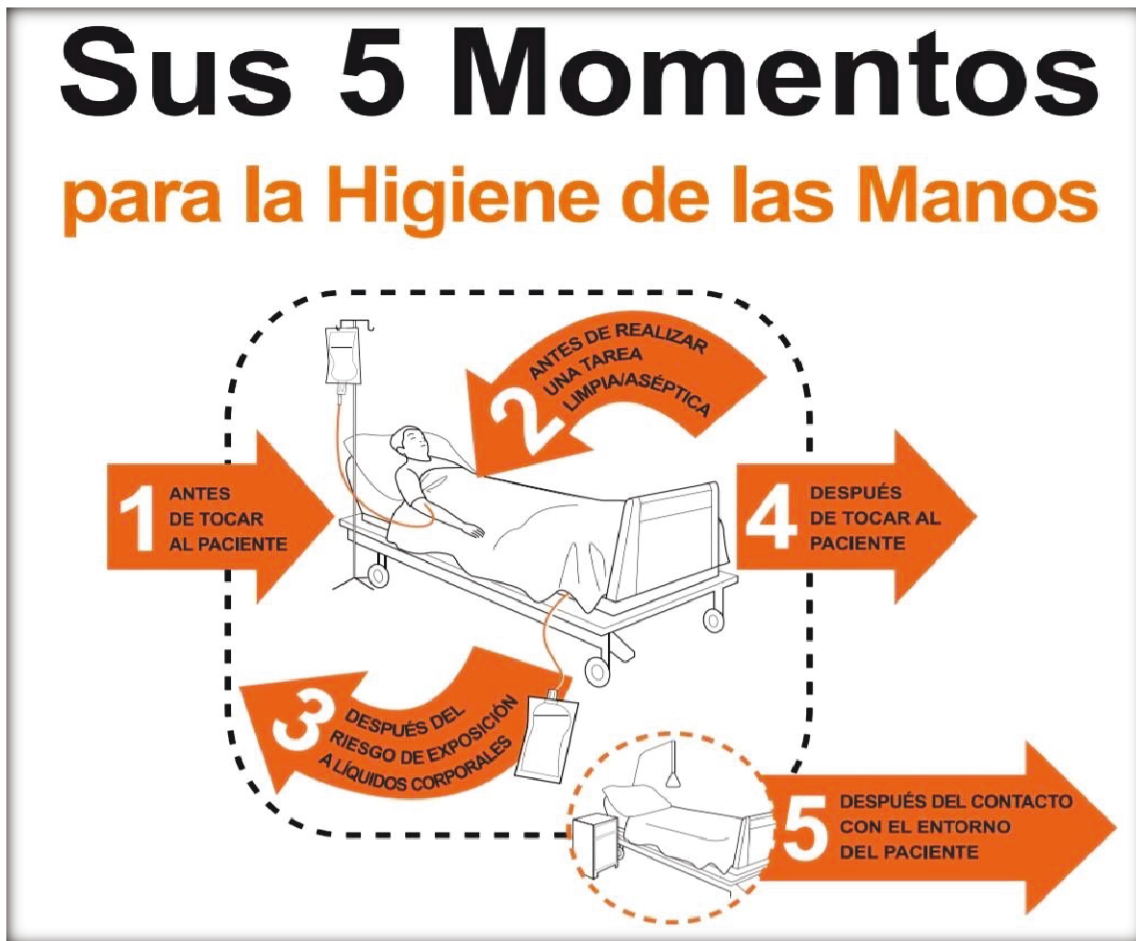 Sus 5 Momentos
para la Higiene de las Manos
1
ANTES
DE TOCAR
AL PACIENTE
2
ANTES DE REALIZAR
UNA TAREA
LIMPIA/ASÉPTICA
3
DESPUÉS DEL
RIESGO DE EXPOSICIÓN
A LÍQUIDOS CORPORALES
4
DESPUÉS
DE TOCAR AL
PACIENTE
5
DESPUÉS DEL CONTACTO
CON EL ENTORNO
DEL PACIENTE